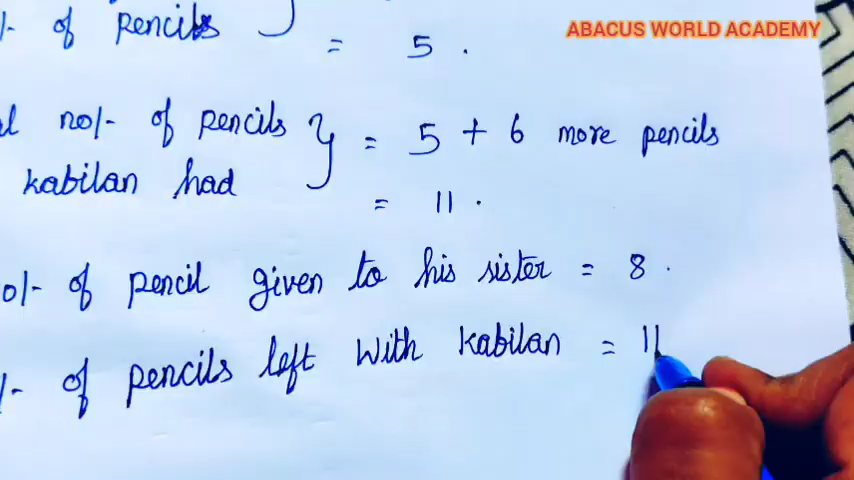 ABACUS WORLD ACADEMY
of pencils
= 5 .
no/- of pencils } = 5 + 6 more pencils
kabilan had
= 11 .
of pencil given to his sister = 8 .
of pencils left with kabilan = 11